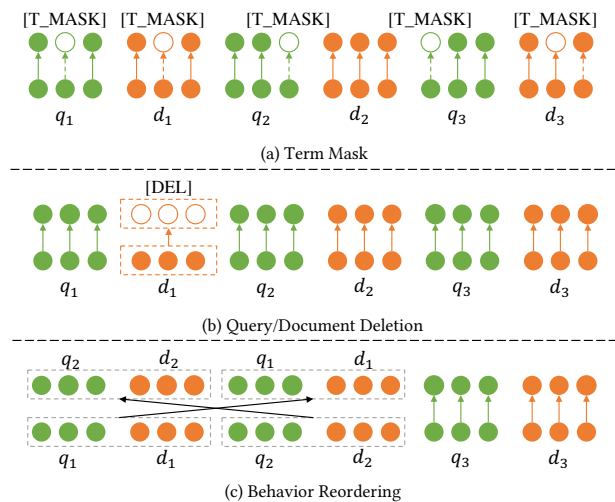 [T_MASK] [T_MASK] [T_MASK] [T_MASK] [T_MASK]
q1 d1 q2 d2 q3 d3
(a) Term Mask
[DEL]
q1 d1 q2 d2 q3 d3
(b) Query/Document Deletion
q2 d2 q1 d1
q1 d1 q2 d2 q3 d3
(c) Behavior Reordering